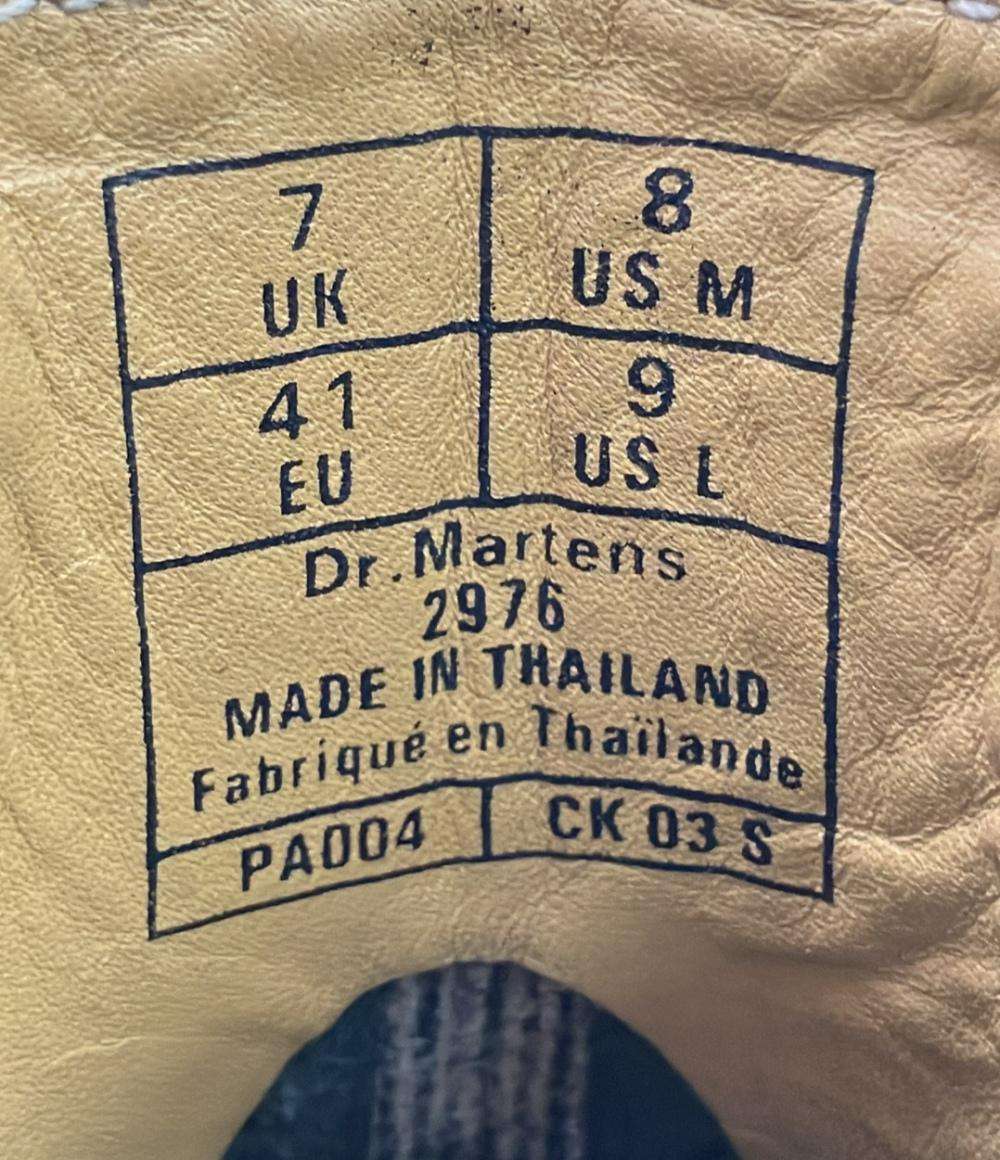 7
UK
8
US M
41
EU
9
US L
Dr.Martens
2976
MADE IN THAILAND
Fabriqué en Thaïlande
PA004
CK 03 S